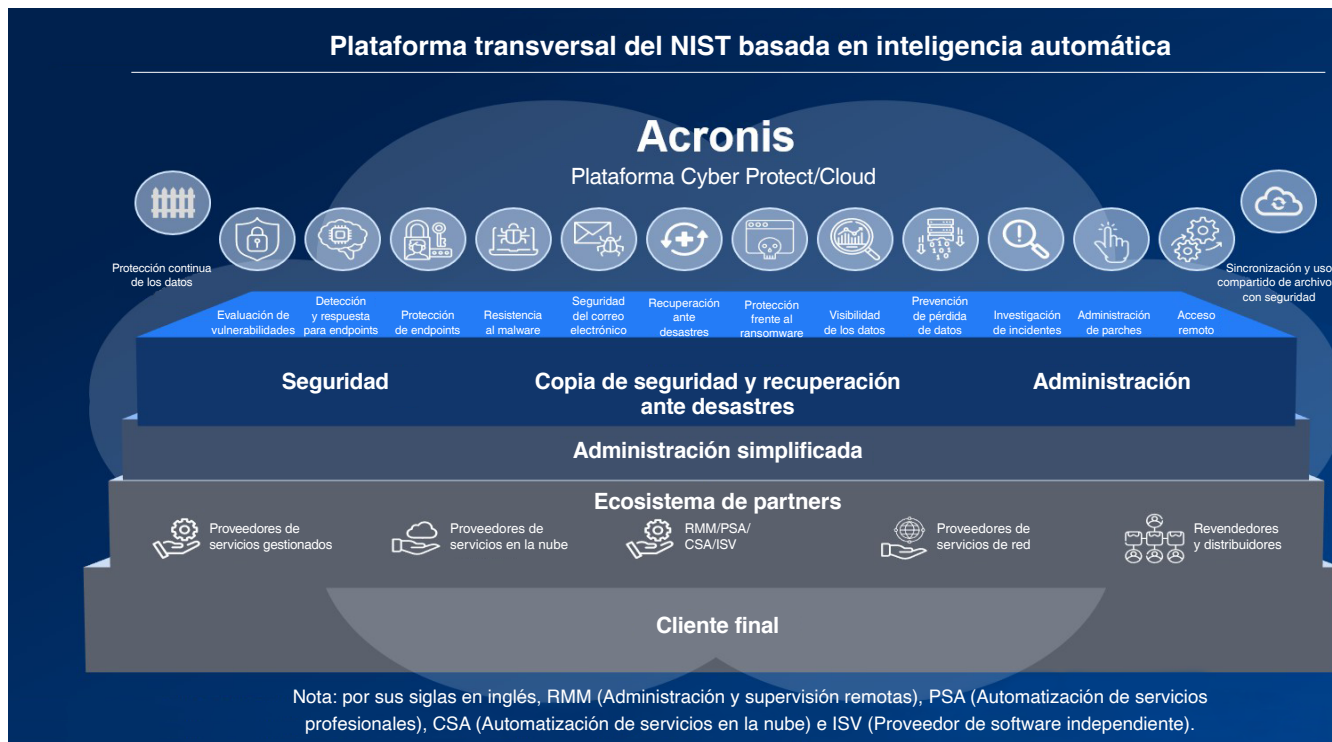 Plataforma transversal del NIST basada en inteligencia automática
Acronis
Plataforma Cyber Protect/Cloud
Protección continua
de los datos
Evaluación de
vulnerabilidades
Detección
y respuesta
para endpoints
Protección
de endpoints
Resistencia
al malware
Seguridad
del correo
electrónico
Recuperación
ante
desastres
Protección
frente al
ransomware
Visibilidad
de los datos
Prevención
de pérdida
de datos
Investigación
de incidentes
Administración
de parches
Acceso
remoto
Sincronización y uso
compartido de archivo
con seguridad
Seguridad
Copia de seguridad y recuperación
ante desastres
Administración
Administración simplificada
Ecosistema de partners
Proveedores de
servicios gestionados
Proveedores de
servicios en la nube
RMM/PSA/
CSA/ISV
Proveedores de
servicios de red
Revendedores
y distribuidores
Cliente final
Nota: por sus siglas en inglés, RMM (Administración y supervisión remotas), PSA (Automatización de servicios
profesionales), CSA (Automatización de servicios en la nube) e ISV (Proveedor de software independiente).